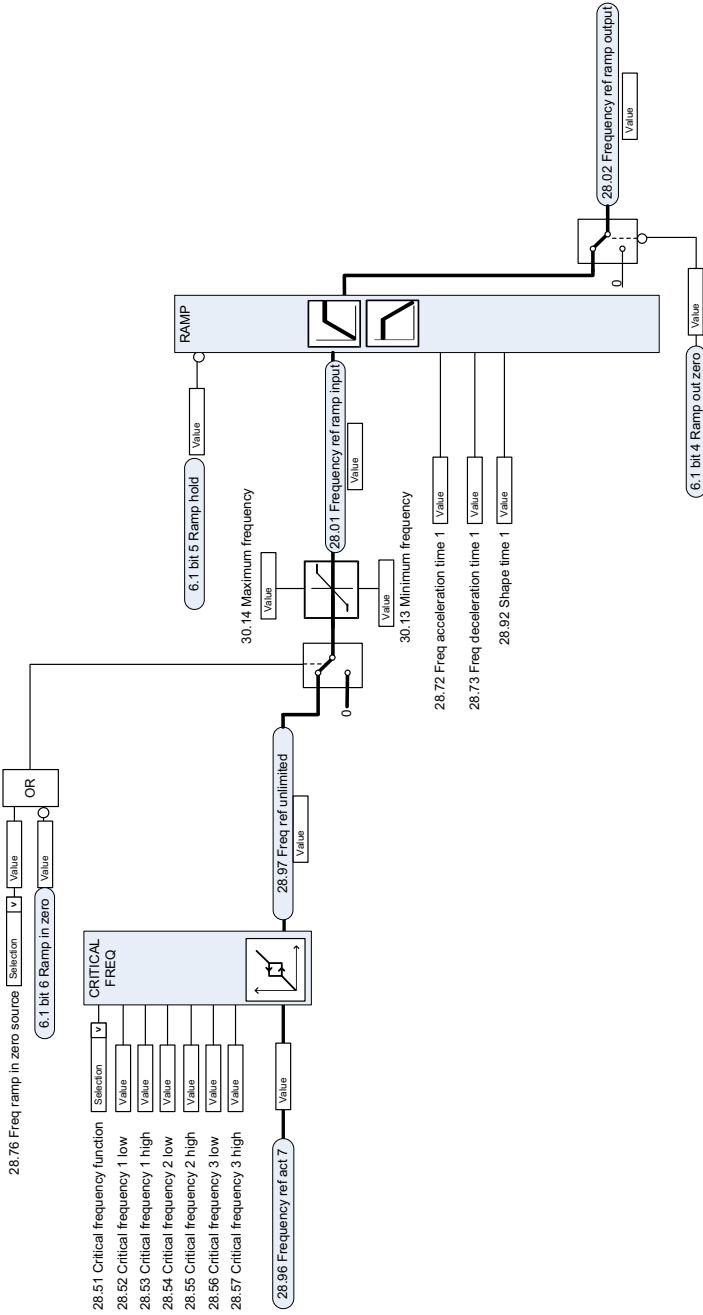 28.76 Freq ramp in zero source
Selection
v
Value
6.1 bit 6 Ramp in zero
Value
OR
28.51 Critical frequency function
Selection
v
28.52 Critical frequency 1 low
Value
28.53 Critical frequency 1 high
Value
28.54 Critical frequency 2 low
Value
28.55 Critical frequency 2 high
Value
28.56 Critical frequency 3 low
Value
28.57 Critical frequency 3 high
Value
CRITICAL
FREQ
28.96 Frequency ref act 7
Value
28.97 Freq ref unlimited
Value
0
30.14 Maximum frequency
Value
30.13 Minimum frequency
Value
28.01 Frequency ref ramp input
Value
6.1 bit 5 Ramp hold
Value
RAMP
28.72 Freq acceleration time 1
Value
28.73 Freq deceleration time 1
Value
28.92 Shape time 1
Value
0
6.1 bit 4 Ramp out zero
Value
28.02 Frequency ref ramp output
Value